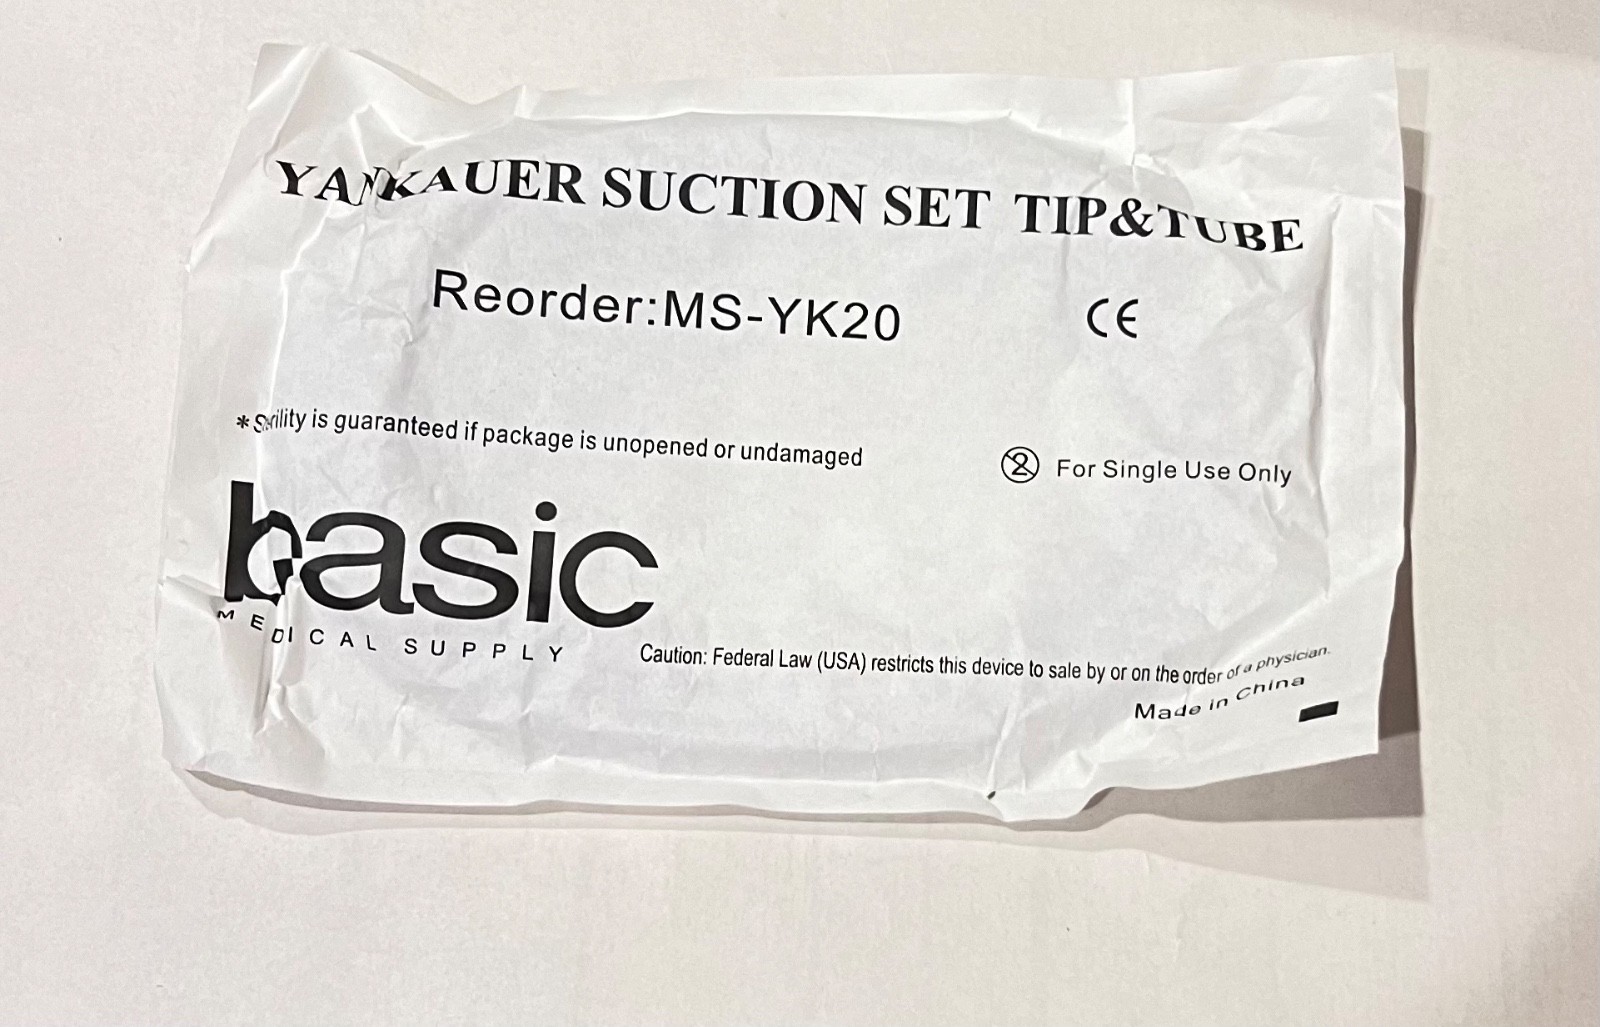 YANKAUER SUCTION SET TIP&TUBE
Reorder:MS-YK20
CE
*Sterility is guaranteed if package is unopened or undamaged
2 For Single Use Only
basic
MEDICAL SUPPLY
Caution: Federal Law (USA) restricts this device to sale by or on the order of a physician.
Made in China